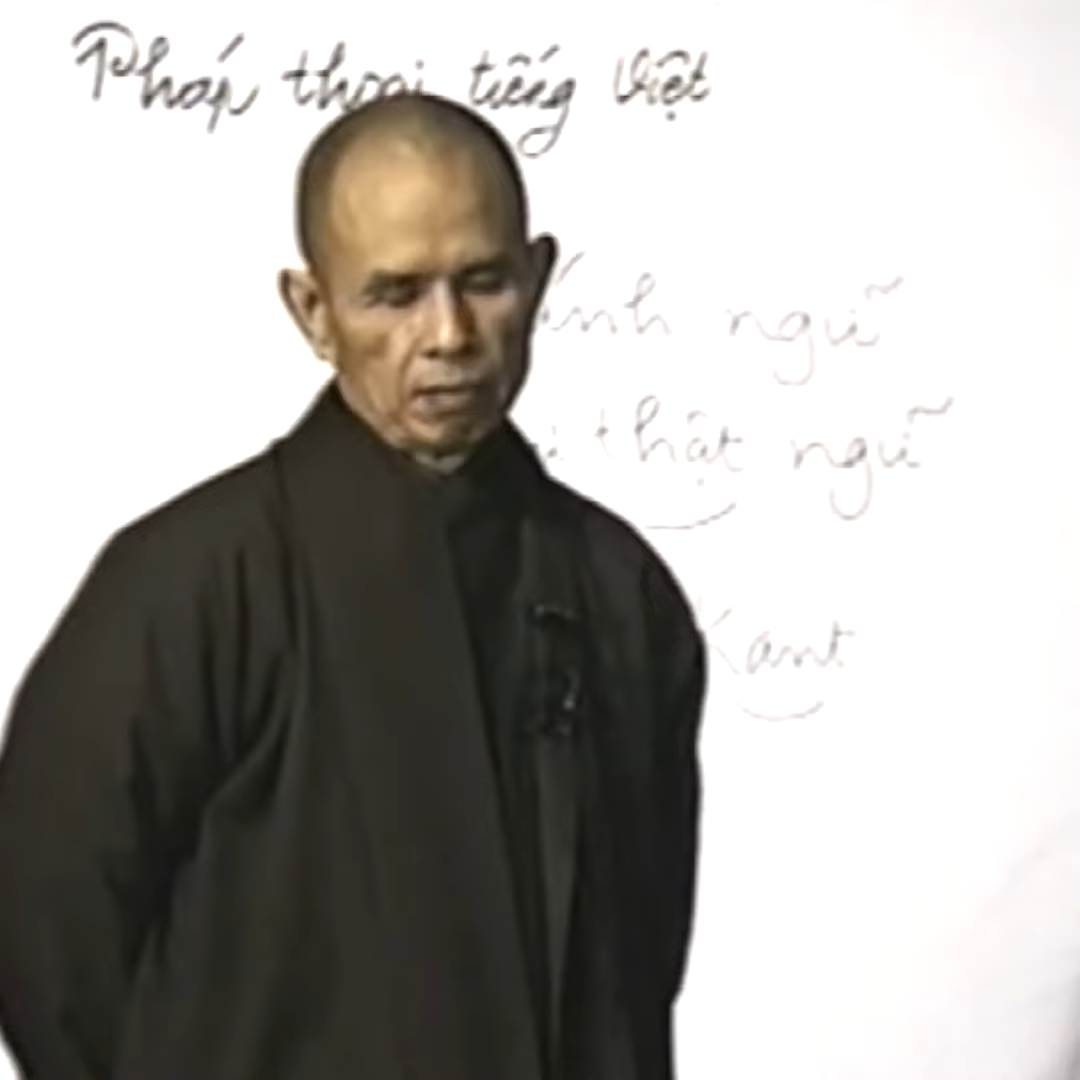 Pháp thoại tiếng Việt
ngữ
thật ngữ
Kant